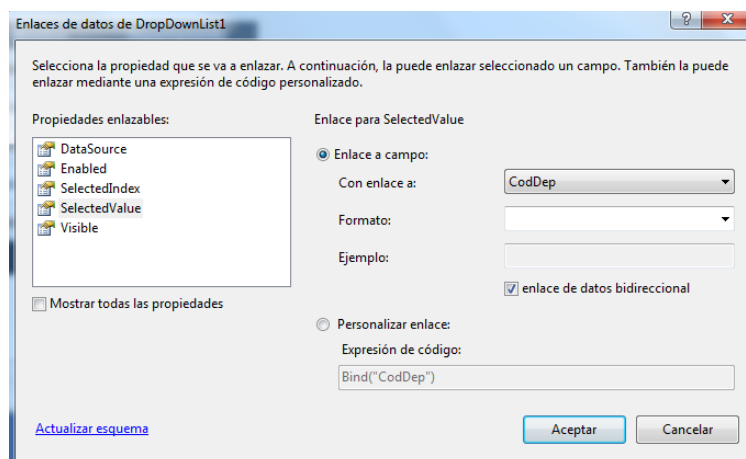 Enlaces de datos de DropDownList1
Selecciona la propiedad que se va a enlazar. A continuación, la puede enlazar seleccionado un campo. También la puede
enlazar mediante una expresión de código personalizado.
Propiedades enlazables:
DataSource
Enabled
SelectedIndex
SelectedValue
Visible
Mostrar todas las propiedades
Enlace para SelectedValue
Enlace a campo:
Con enlace a:
CodDep
Formato:
Ejemplo:
enlace de datos bidireccional
Personalizar enlace:
Expresión de código:
Bind("CodDep")
Actualizar esquema
Aceptar
Cancelar